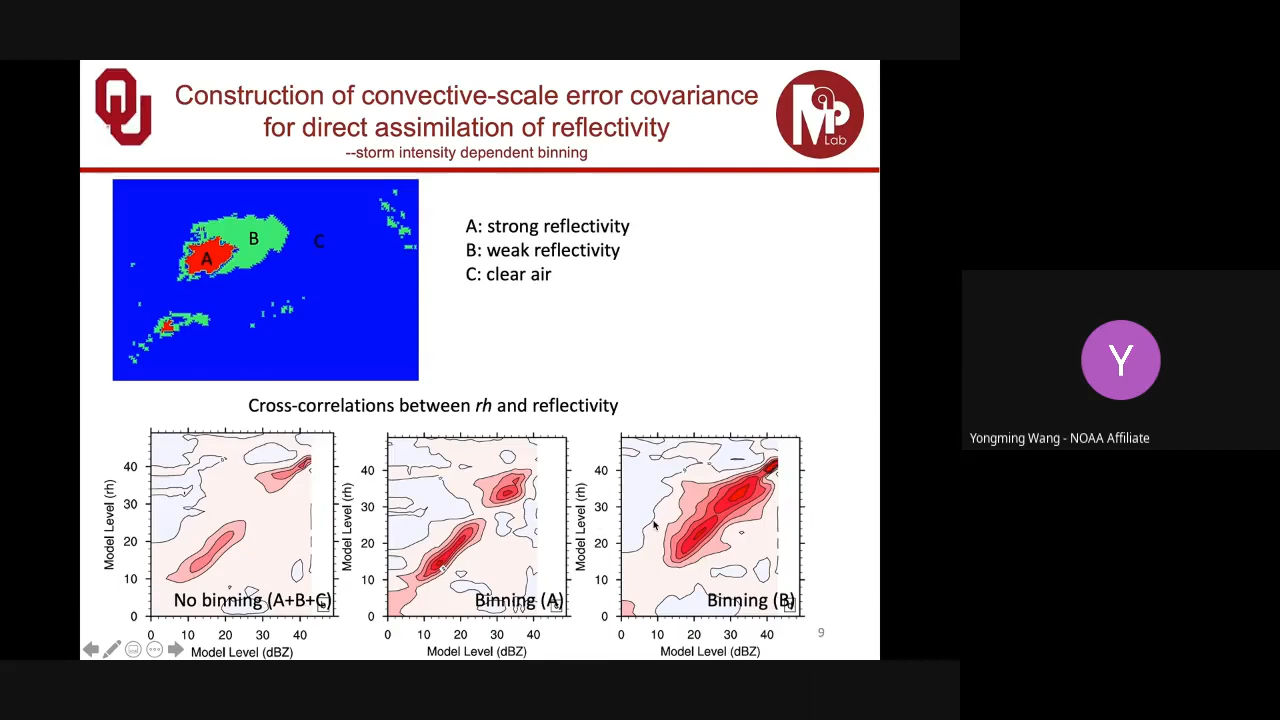 Construction of convective-scale error covariance
for direct assimilation of reflectivity
--storm intensity dependent binning
Map
Lab
A
B
C
A: strong reflectivity
B: weak reflectivity
C: clear air
Cross-correlations between rh and reflectivity
Model Level (rh)
40
30
20
10
0
No binning (A+B+C)
0 10 20 30 40
Model Level (dBZ)
Model Level (rh)
40
30
20
10
0
Binning (A)
0 10 20 30 40
Model Level (dBZ)
Model Level (rh)
40
30
20
10
0
Binning (B)
0 10 20 30 40
Model Level (dBZ)
9
Y
Yongming Wang - NOAA Affiliate